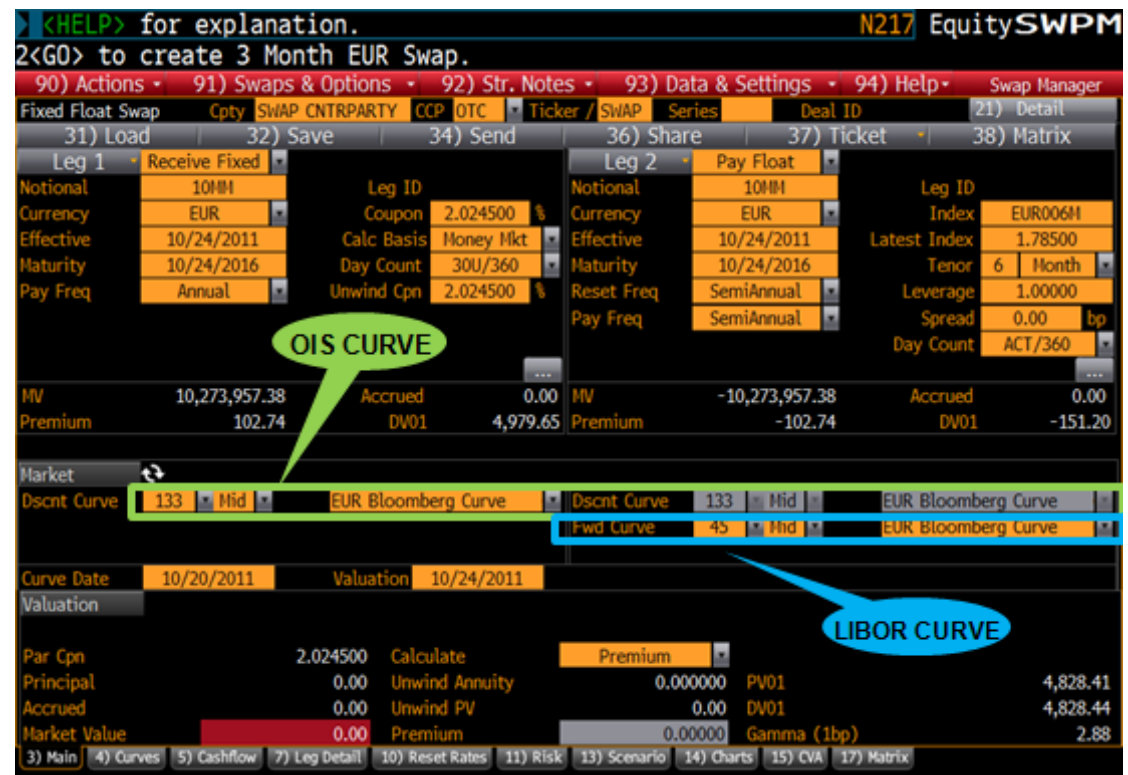 <HELP> for explanation. N217 Equity SWPM
2<GO> to create 3 Month EUR Swap.
90) Actions 91) Swaps & Options 92) Str. Notes 93) Data & Settings 94) Help Swap Manager
Fixed Float Swap Cpty SWAP CNTRPARTY CCP OTC Ticker / SWAP Series Deal ID 21) Detail
31) Load 32) Save 34) Send 36) Share 37) Ticket 38) Matrix
Leg 1 Receive Fixed Leg 2 Pay Float
Notional 10MM Leg ID Notional 10MM Leg ID
Currency EUR Coupon 2.024500 % Currency EUR Index EUR006M
Effective 10/24/2011 Calc Basis Money Mkt Effective 10/24/2011 Latest Index 1.78500
Maturity 10/24/2016 Day Count 30U/360 Maturity 10/24/2016 Tenor 6 Month
Pay Freq Annual Unwind Cpn 2.024500 % Reset Freq SemiAnnual Leverage 1.00000
Pay Freq SemiAnnual Spread 0.00 bp
OIS CURVE Day Count ACT/360
... ...
MV 10,273,957.38 Accrued 0.00 MV -10,273,957.38 Accrued 0.00
Premium 102.74 DV01 4,979.65 Premium -102.74 DV01 -151.20
Market
Dscnt Curve 133 Mid EUR Bloomberg Curve Dscnt Curve 133 Mid EUR Bloomberg Curve
Fwd Curve 45 Mid EUR Bloomberg Curve
Curve Date 10/20/2011 Valuation 10/24/2011
Valuation
LIBOR CURVE
Par Cpn 2.024500 Calculate Premium
Principal 0.00 Unwind Annuity 0.000000 PV01 4,828.41
Accrued 0.00 Unwind PV 0.00 DV01 4,828.44
Market Value 0.00 Premium 0.00000 Gamma (1bp) 2.88
3) Main 4) Curves 5) Cashflow 7) Leg Detail 10) Reset Rates 11) Risk 13) Scenario 14) Charts 15) CVA 17) Matrix